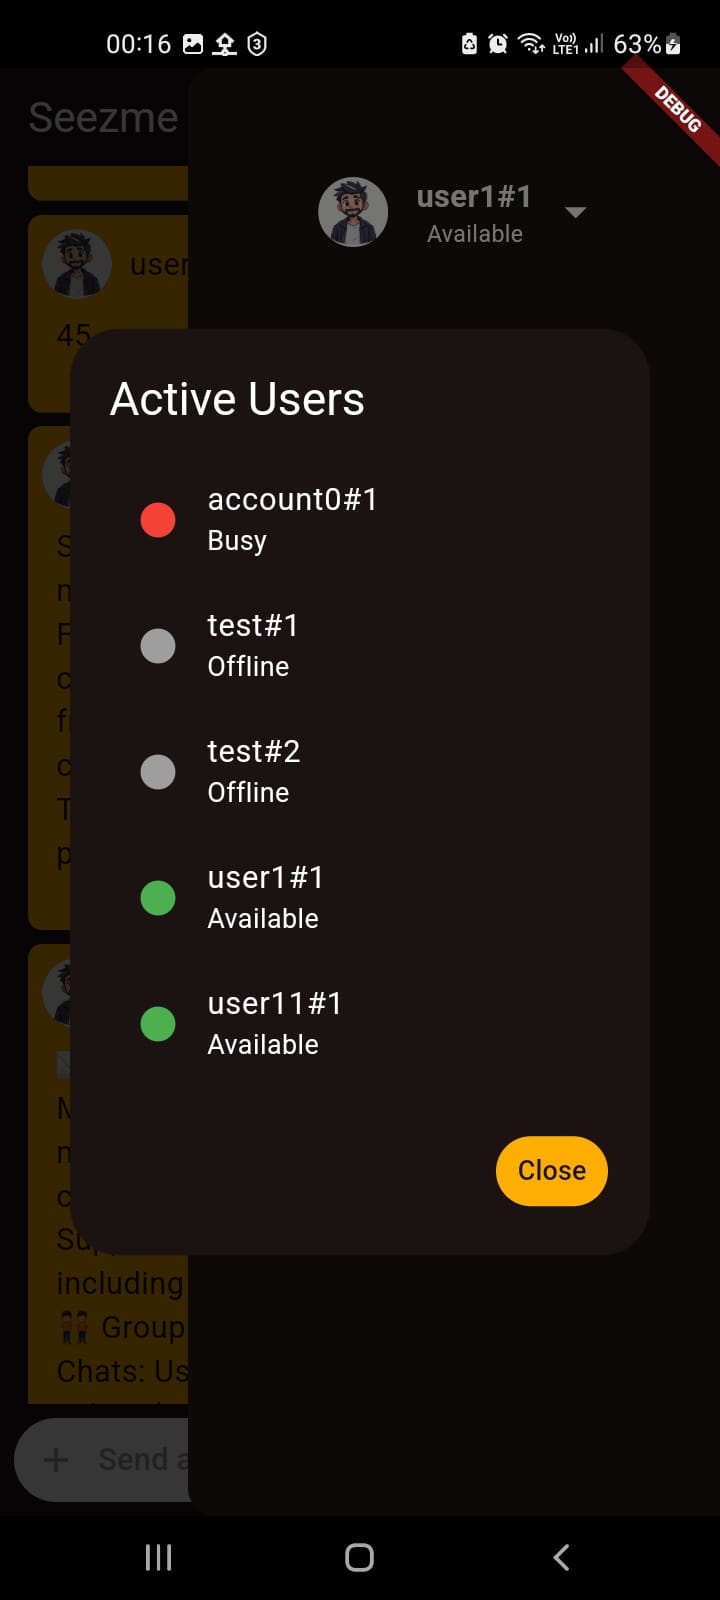 00:16
3
Vo))
LTE1
63%
DEBUG
Seezme
user1#1
Available
user
45
Active Users
account0#1
Busy
test#1
Offline
test#2
Offline
user1#1
Available
user11#1
Available
Close
including
Group
Chats: Us
Send a